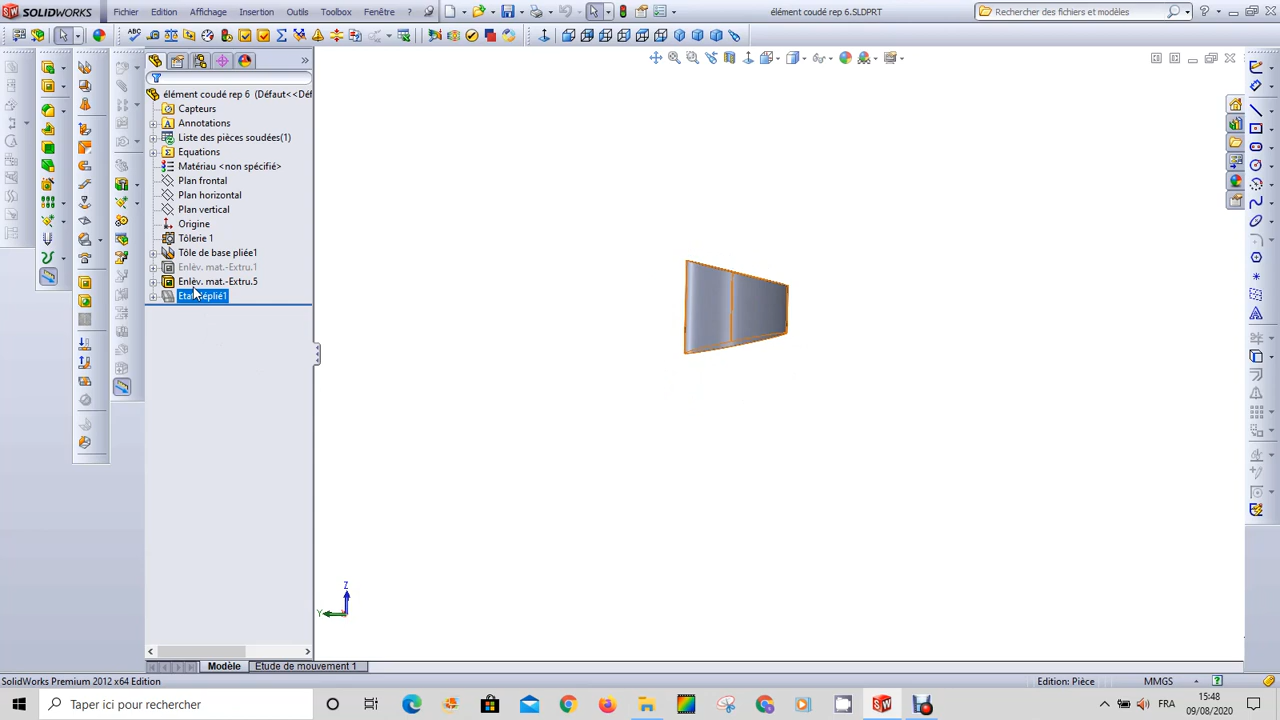 SOLIDWORKS
Fichier Edition Affichage Insertion Outils Toolbox Fenêtre ?
élément coudé rep 6.SLDPRT
Rechercher des fichiers et modèles
élément coudé rep 6 (Défaut<<Déf
Capteurs
Annotations
Liste des pièces soudées(1)
Equations
Matériau <non spécifié>
Plan frontal
Plan horizontal
Plan vertical
Origine
Tôlerie 1
Tôle de base pliée1
Enlèv. mat.-Extru.1
Enlèv. mat.-Extru.5
Etat déplié1
Z
Y
Modèle Etude de mouvement 1
SolidWorks Premium 2012 x64 Edition
Edition: Pièce
MMGS
Taper ici pour rechercher
FRA
15:48
09/08/2020